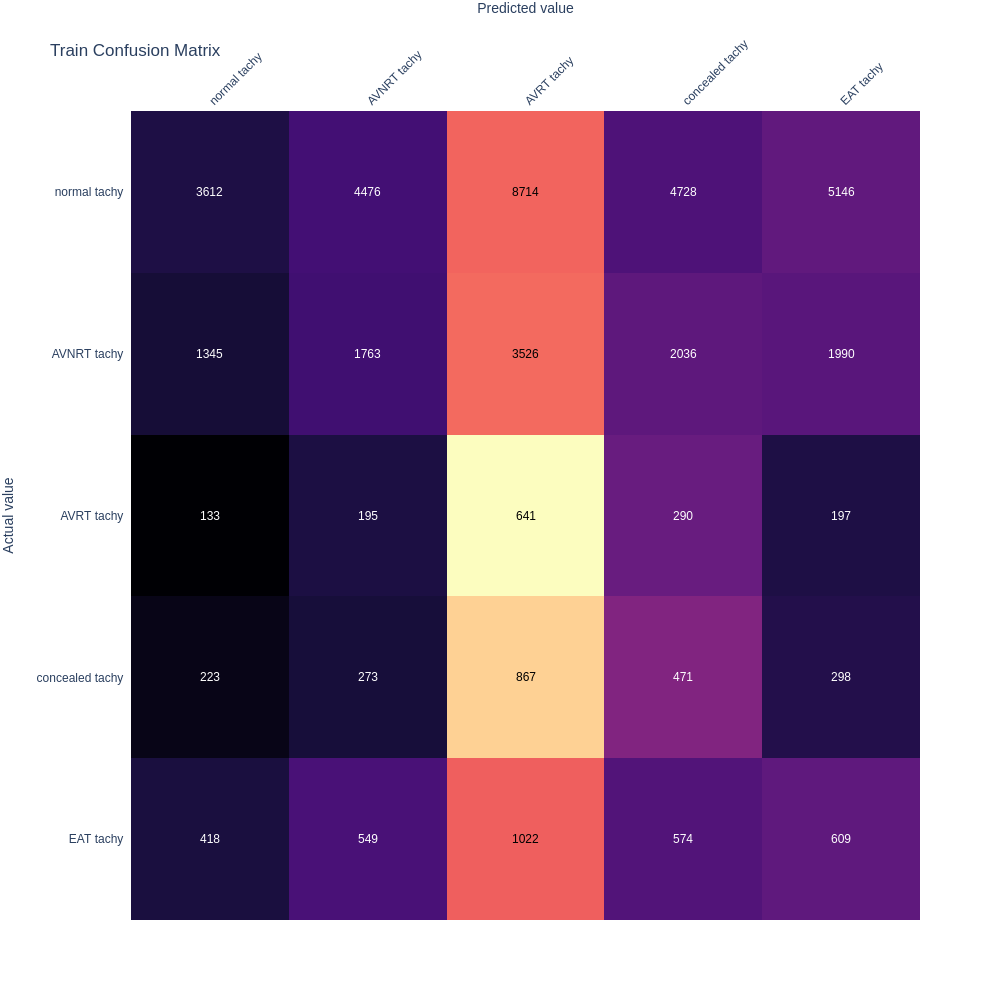 Predicted value
Train Confusion Matrix
normal tachy AVNRT tachy AVRT tachy concealed tachy EAT tachy
Actual value
normal tachy 3612 4476 8714 4728 5146
AVNRT tachy 1345 1763 3526 2036 1990
AVRT tachy 133 195 641 290 197
concealed tachy 223 273 867 471 298
EAT tachy 418 549 1022 574 609